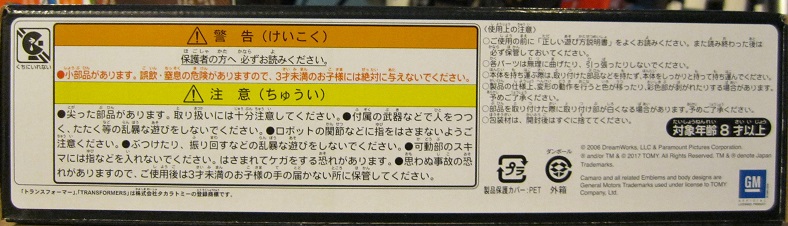 くちにいれない
警告(けいこく)
保護者の方へ 必ずお読みください。
●小部品があります。誤飲・窒息の危険がありますので、3才未満のお子様には絶対に与えないでください。
注意(ちゅうい)
●尖った部品があります。取り扱いには十分注意してください。●付属の武器などで人をつつ
く、たたく等の乱暴な遊びをしないでください。●ロボットの関節などに指をはさまないようご
注意ください。●ぶつけたり、振り回すなどの乱暴な遊びをしないでください。●可動部のスキ
マには指などを入れないでください。はさまれてケガをする恐れがあります。●思わぬ事故の恐
れがありますので、ご使用後は3才未満のお子様の手の届かない所に保管してください。
「トランスフォーマー」、「TRANSFORMERS」は株式会社タカラトミーの登録商標です。
(使用上の注意)
○ご使用の前に「正しい遊び方説明書」をよくお読みください。また読み終わった後は
必ず保管しておいてください。
○各パーツは無理に曲げたり、引っ張ったりしないでください。
○本体を持ち運ぶ際は、取り付けた部品などを持たず、本体をしっかりと持って持ち運んでください。
○製品の仕様上、変形の動作を行うと色が移ったり、彩色部が剥がれたりする場合があります。
予めご了承ください。
○部品を取り付けた際に取り付け部が白くなる場合があります。予めご了承ください。
○包装材は、開封後はすぐに捨ててください。
対象年齢8才以上
プラ
製品保護カバー:PET
ダンボール
外箱
© 2006 DreamWorks, LLC & Paramount Pictures Corporation.
® and/or TM & © 2017 TOMY. All Rights Reserved. TM & ® denote Japan
Trademarks.
Camaro and all related Emblems and body designs are
General Motors Trademarks used under license to TOMY
Company, Ltd.
GM